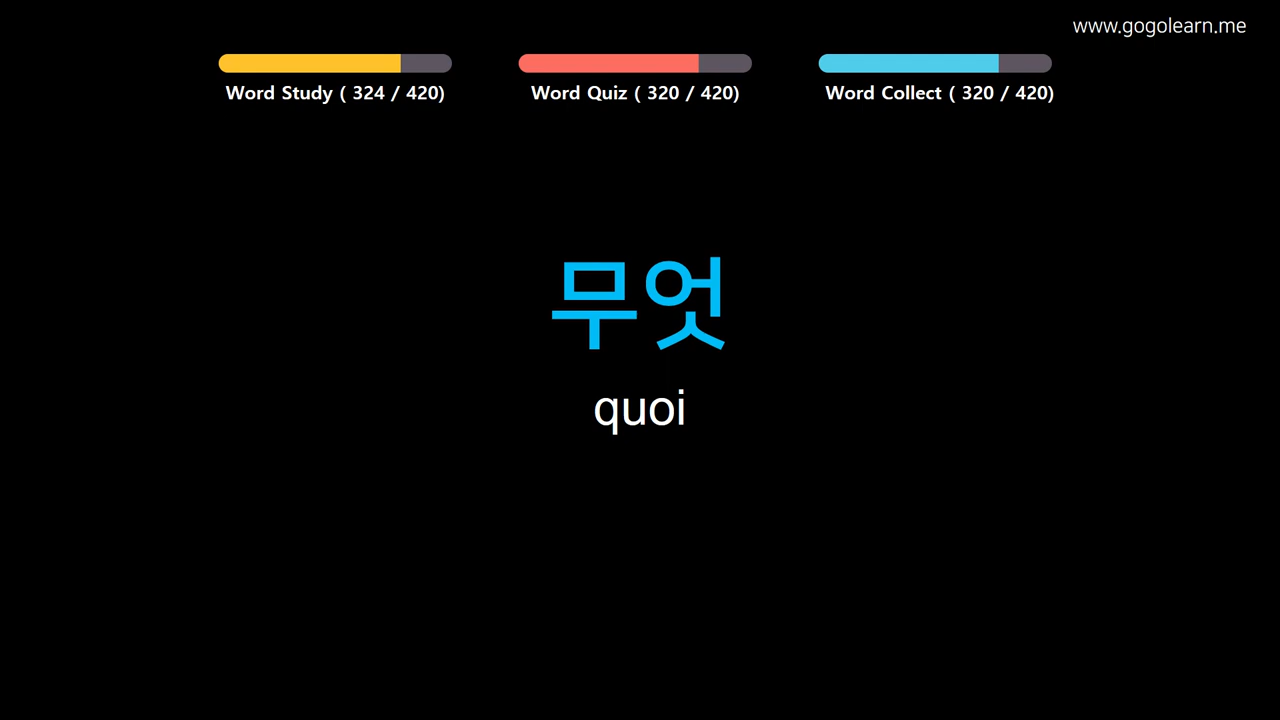 www.gogolearn.me
Word Study ( 324 / 420)
Word Quiz ( 320 / 420)
Word Collect ( 320 / 420)
무엇
quoi